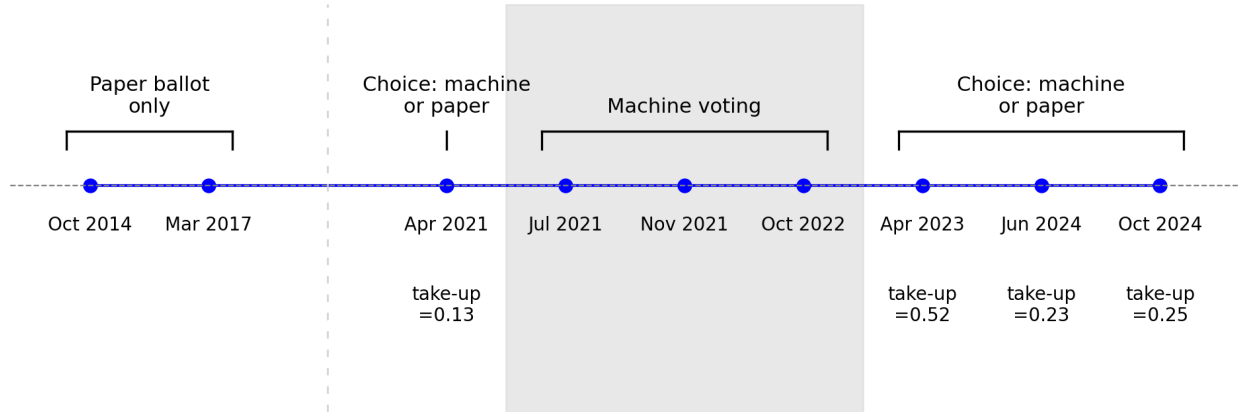 Paper ballot
only
Choice: machine
or paper
Machine voting
Choice: machine
or paper
Oct 2014
Mar 2017
Apr 2021
Jul 2021
Nov 2021
Oct 2022
Apr 2023
Jun 2024
Oct 2024
take-up
=0.13
take-up
=0.52
take-up
=0.23
take-up
=0.25